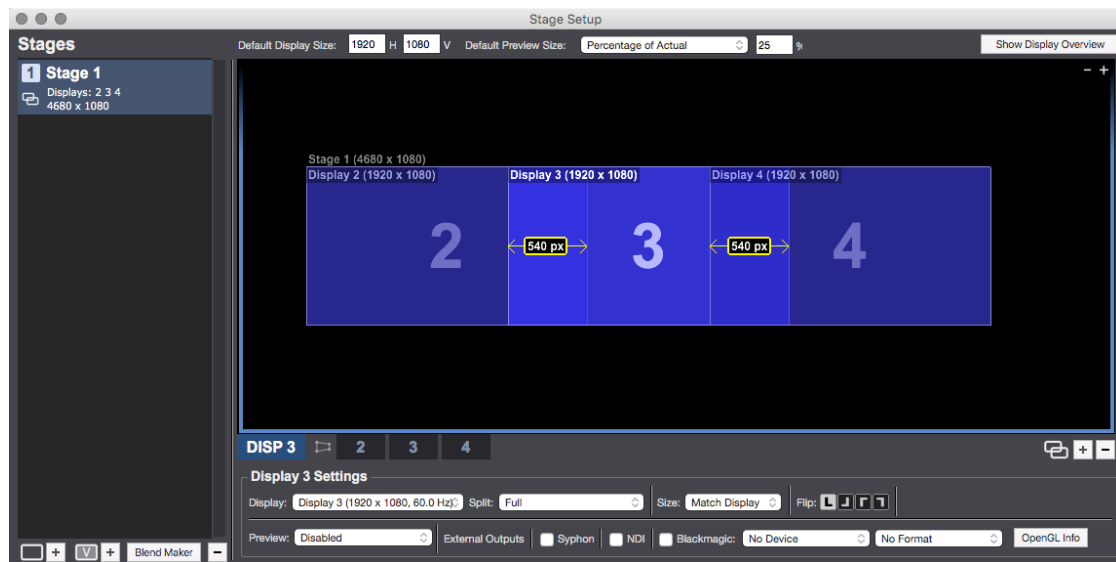 Stage Setup
Stages
Default Display Size: 1920 H 1080 V Default Preview Size: Percentage of Actual 25 %
Show Display Overview
1 Stage 1
Displays: 2 3 4
4680 x 1080
- +
Stage 1 (4680 x 1080)
Display 2 (1920 x 1080) Display 3 (1920 x 1080) Display 4 (1920 x 1080)
2 540 px 3 540 px 4
DISP 3 2 3 4 + -
Display 3 Settings
Display: Display 3 (1920 x 1080, 60.0 Hz) Split: Full Size: Match Display Flip: L
Preview: Disabled External Outputs Syphon NDI Blackmagic: No Device No Format OpenGL Info
+ V + Blend Maker -